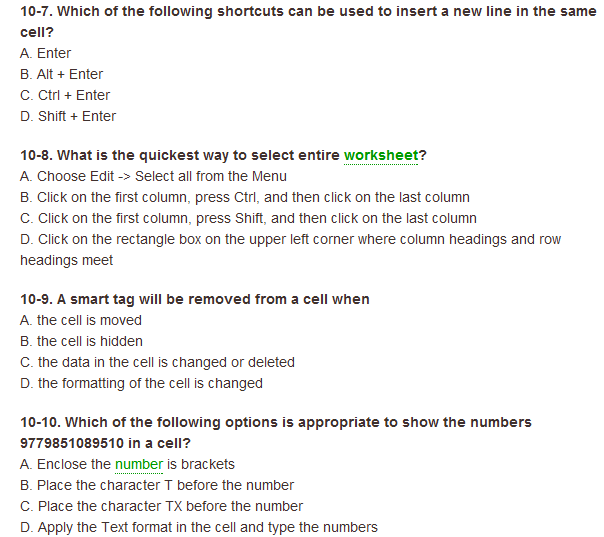 10-7. Which of the following shortcuts can be used to insert a new line in the same
cell?
A. Enter
B. Alt + Enter
C. Ctrl + Enter
D. Shift + Enter
10-8. What is the quickest way to select entire worksheet?
A. Choose Edit -> Select all from the Menu
B. Click on the first column, press Ctrl, and then click on the last column
C. Click on the first column, press Shift, and then click on the last column
D. Click on the rectangle box on the upper left corner where column headings and row
headings meet
10-9. A smart tag will be removed from a cell when
A. the cell is moved
B. the cell is hidden
C. the data in the cell is changed or deleted
D. the formatting of the cell is changed
10-10. Which of the following options is appropriate to show the numbers
9779851089510 in a cell?
A. Enclose the number is brackets
B. Place the character T before the number
C. Place the character TX before the number
D. Apply the Text format in the cell and type the numbers